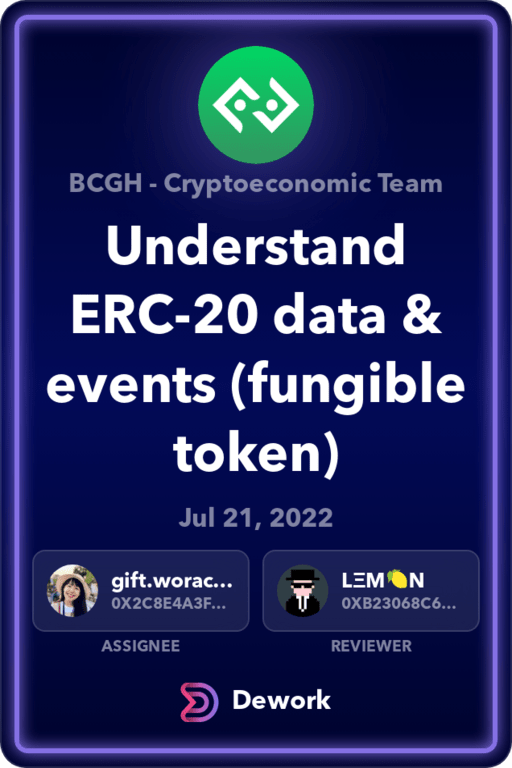 BCGH - Cryptoeconomic Team
Understand
ERC-20 data &
events (fungible
token)
Jul 21, 2022
gift.worac...
0X2C8E4A3F...
LΞM🍋N
0XB23068C6...
ASSIGNEE
REVIEWER
Dework